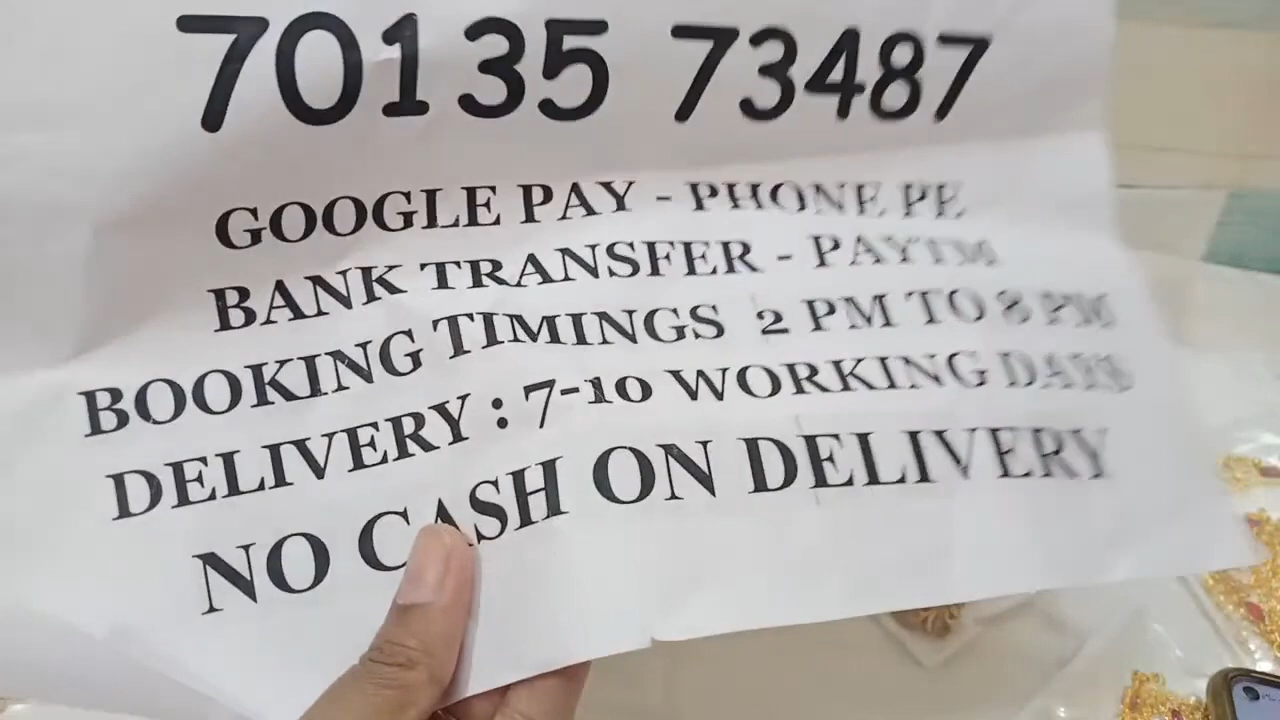 70135 73487
GOOGLE PAY - PHONE PE
BANK TRANSFER - PAYTM
BOOKING TIMINGS 2 PM TO 8 PM
DELIVERY : 7-10 WORKING DAYS
NO CASH ON DELIVERY